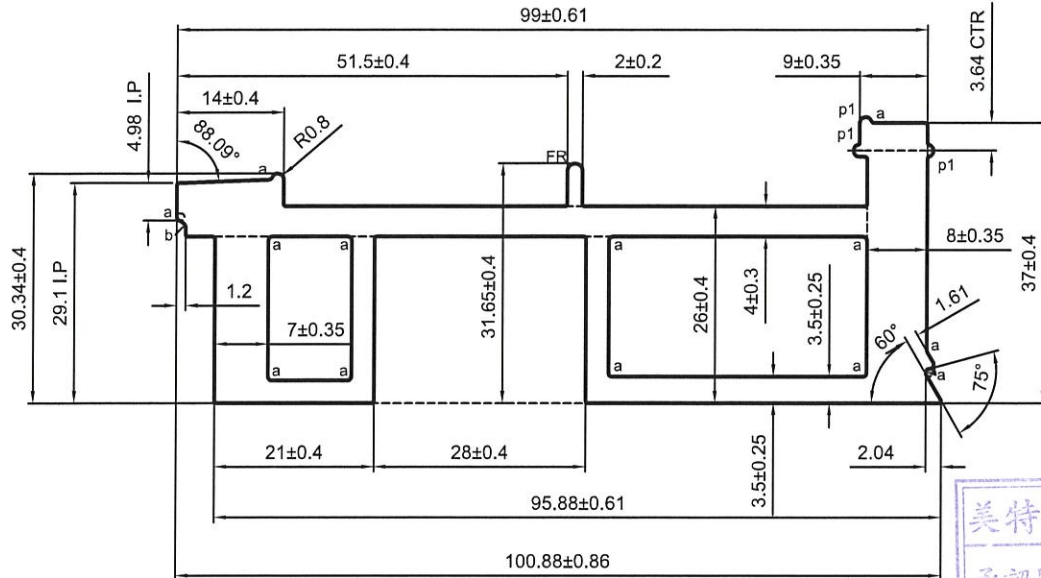 99±0.61
51.5±0.4
2±0.2
9±0.35
3.64 CTR
14±0.4
4.98 I.P
88.09°
R0.8
p1
a
p1
p1
a
FR
a
b
30.34±0.4
29.1 I.P
1.2
7±0.35
a
a
a
a
31.65±0.4
26±0.4
4±0.3
3.5±0.25
a
a
a
a
8±0.35
37±0.4
1.61
60°
a
a
75°
21±0.4
28±0.4
3.5±0.25
2.04
95.88±0.61
100.88±0.86
美特